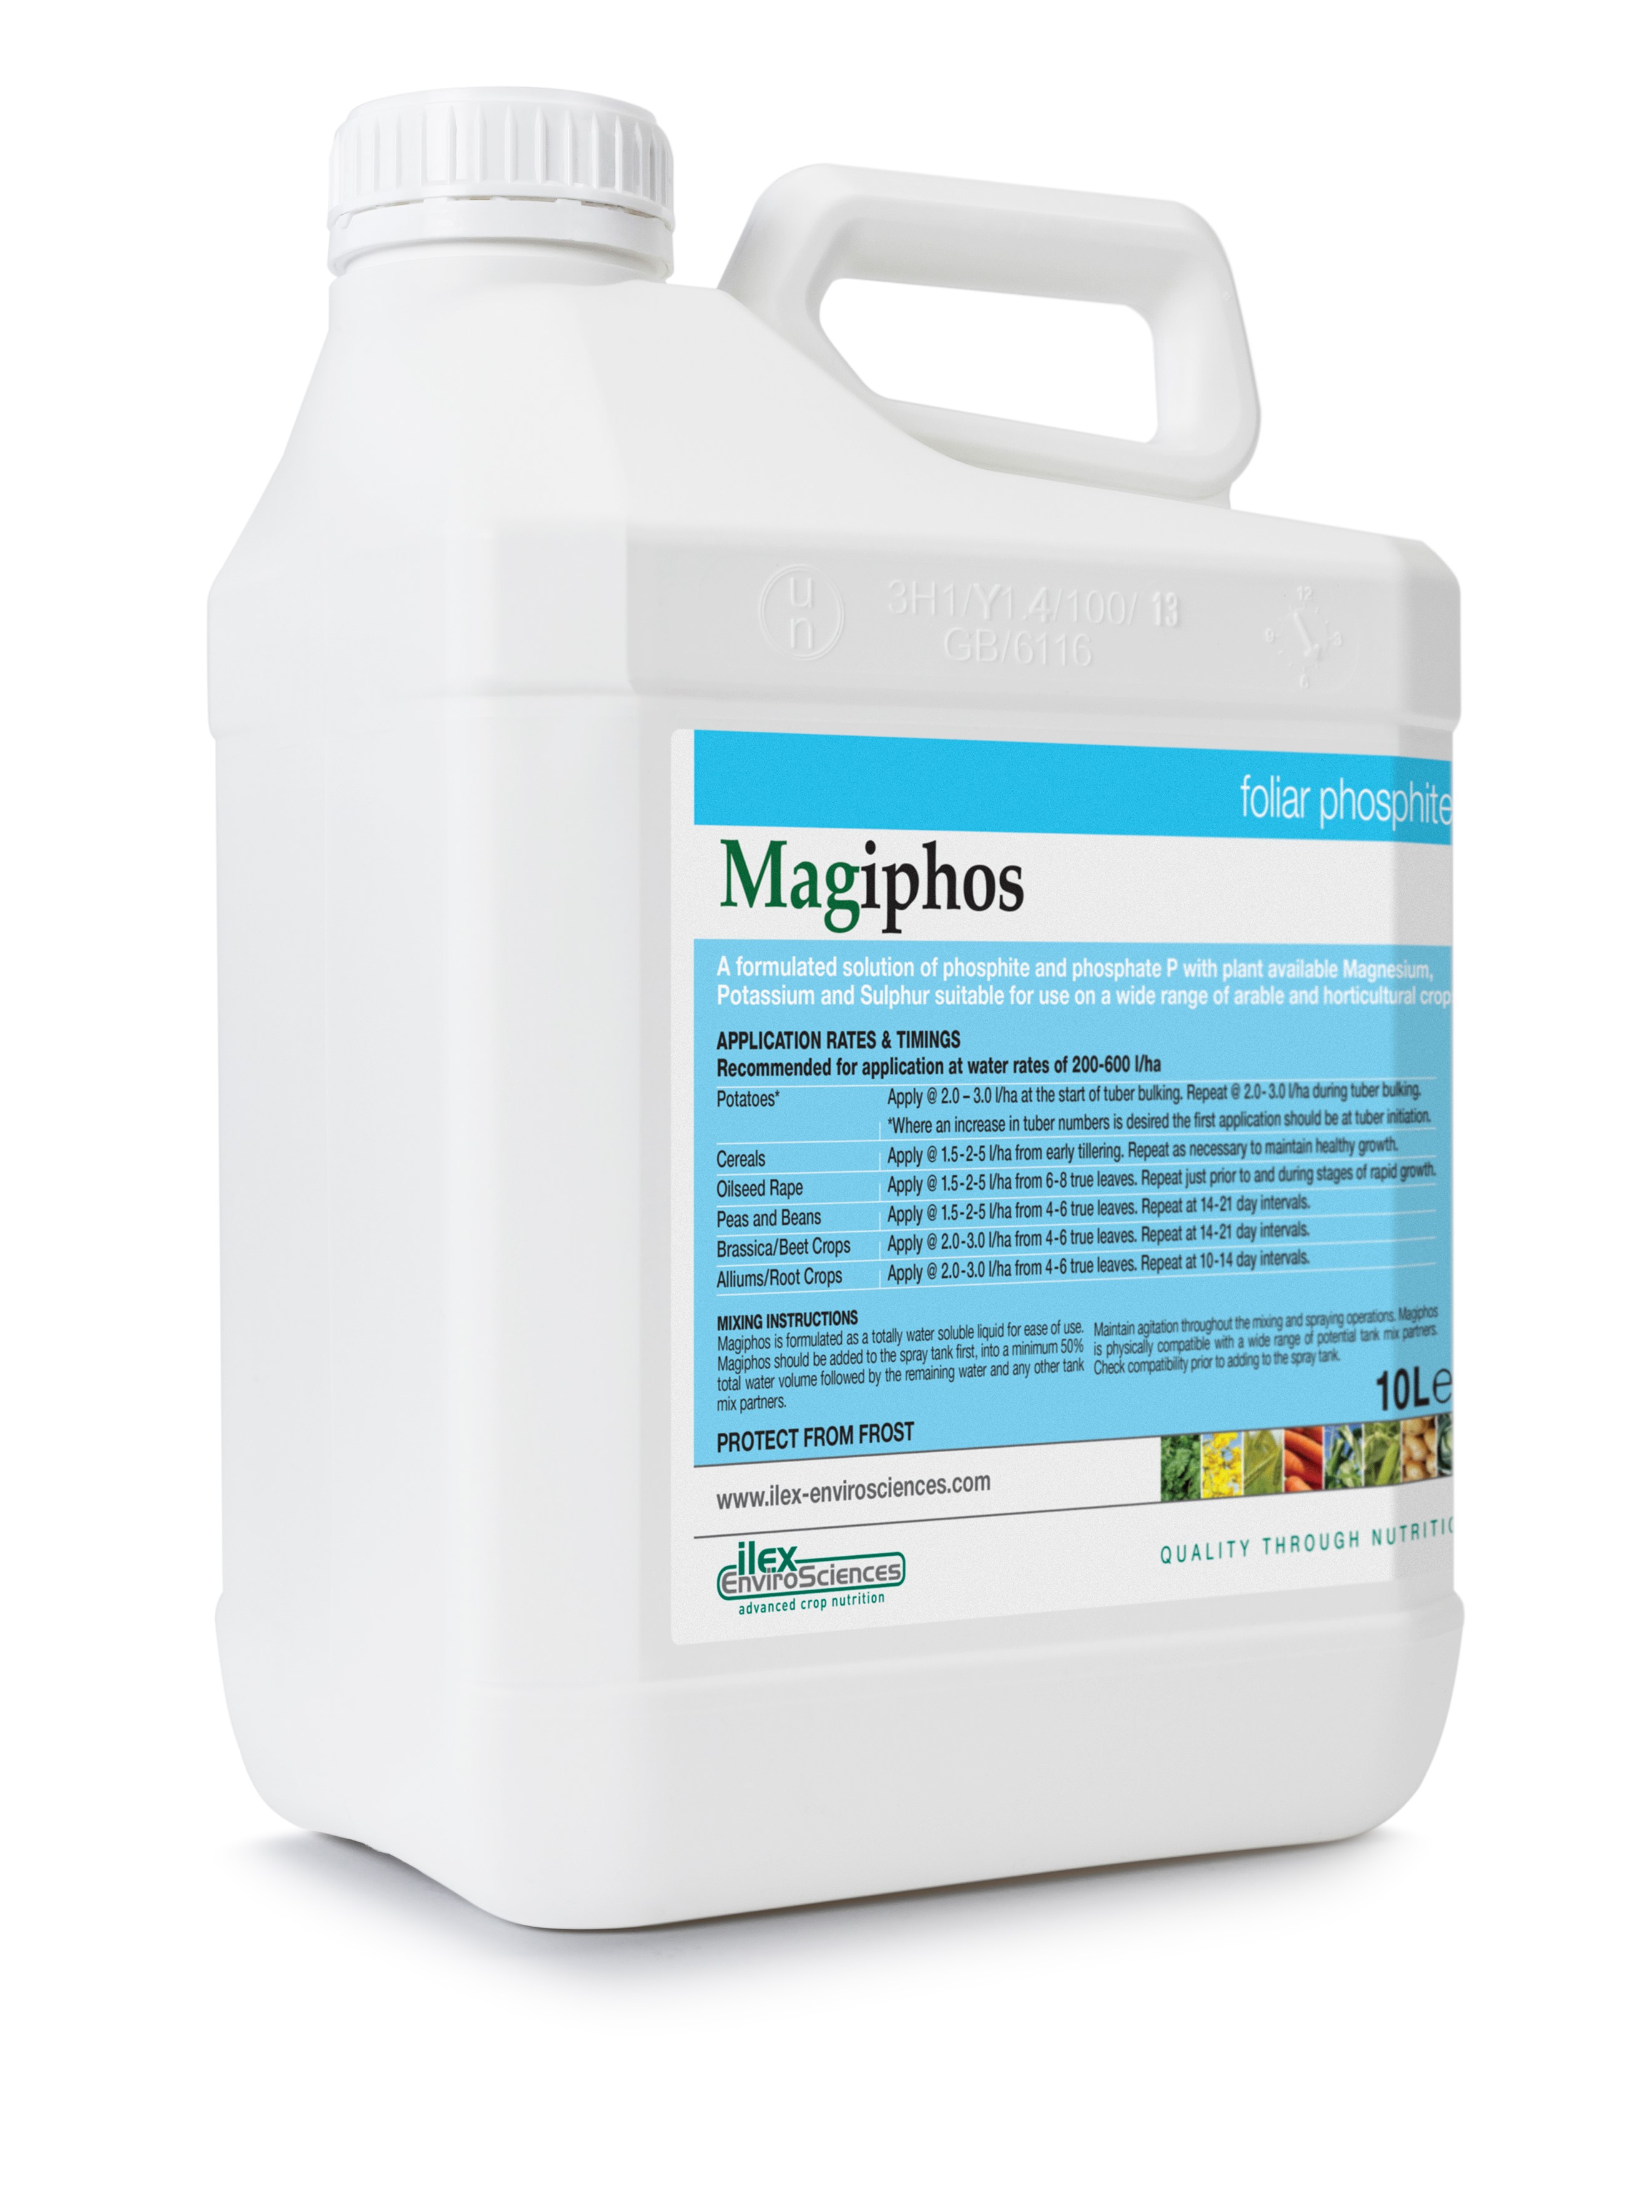 un
3H1/Y1.4/100/ 13
GB/6116
12
9 3
6
foliar phosphite
Magiphos
A formulated solution of phosphite and phosphate P with plant available Magnesium,
Potassium and Sulphur suitable for use on a wide range of arable and horticultural crop
APPLICATION RATES & TIMINGS
Recommended for application at water rates of 200-600 l/ha
Potatoes* Apply @ 2.0 – 3.0 l/ha at the start of tuber bulking. Repeat @ 2.0-3.0 l/ha during tuber bulking.
*Where an increase in tuber numbers is desired the first application should be at tuber initiation.
Cereals Apply @ 1.5-2-5 l/ha from early tillering. Repeat as necessary to maintain healthy growth.
Oilseed Rape Apply @ 1.5-2-5 l/ha from 6-8 true leaves. Repeat just prior to and during stages of rapid growth.
Peas and Beans Apply @ 1.5-2-5 l/ha from 4-6 true leaves. Repeat at 14-21 day intervals.
Brassica/Beet Crops Apply @ 2.0-3.0 l/ha from 4-6 true leaves. Repeat at 14-21 day intervals.
Alliums/Root Crops Apply @ 2.0-3.0 l/ha from 4-6 true leaves. Repeat at 10-14 day intervals.
MIXING INSTRUCTIONS
Magiphos is formulated as a totally water soluble liquid for ease of use.
Magiphos should be added to the spray tank first, into a minimum 50%
total water volume followed by the remaining water and any other tank
mix partners.
Maintain agitation throughout the mixing and spraying operations. Magiphos
is physically compatible with a wide range of potential tank mix partners.
Check compatibility prior to adding to the spray tank.
10L e
PROTECT FROM FROST
www.ilex-envirosciences.com
ilex
EnviroSciences
advanced crop nutrition
QUALITY THROUGH NUTRITIO